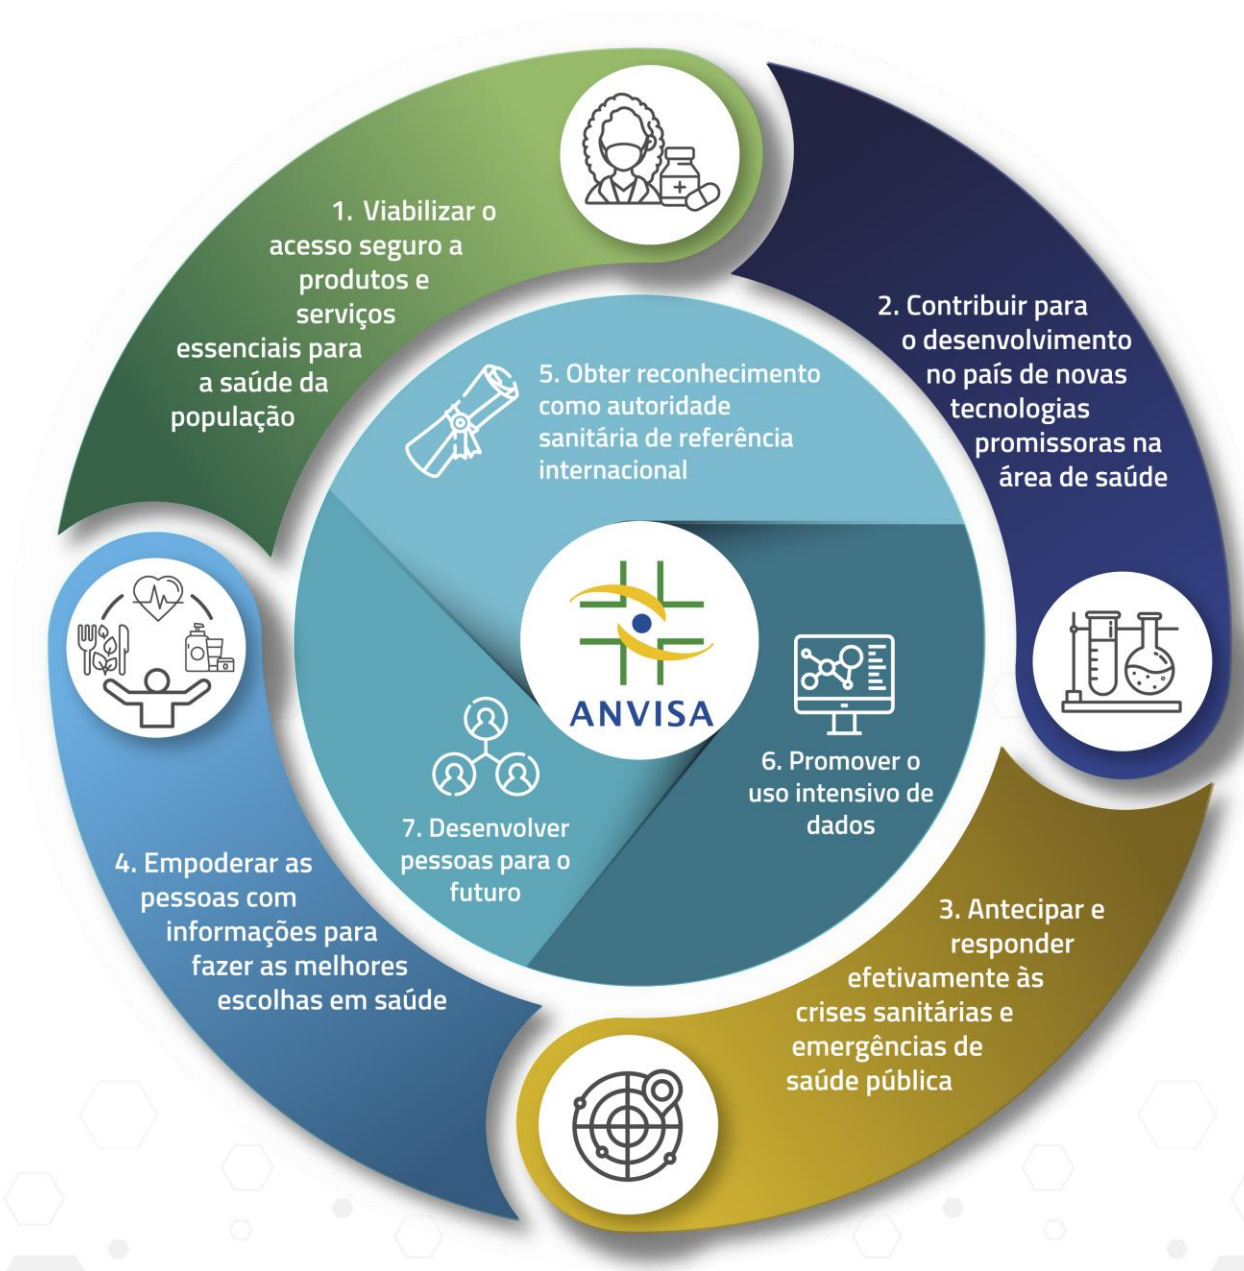 1. Viabilizar o
acesso seguro a
produtos e
serviços
essenciais para
a saúde da
população
2. Contribuir para
o desenvolvimento
no país de novas
tecnologias
promissoras na
área de saúde
3. Antecipar e
responder
efetivamente às
crises sanitárias e
emergências de
saúde pública
4. Empoderar as
pessoas com
informações para
fazer as melhores
escolhas em saúde
5. Obter reconhecimento
como autoridade
sanitária de referência
internacional
6. Promover o
uso intensivo de
dados
7. Desenvolver
pessoas para o
futuro
ANVISA